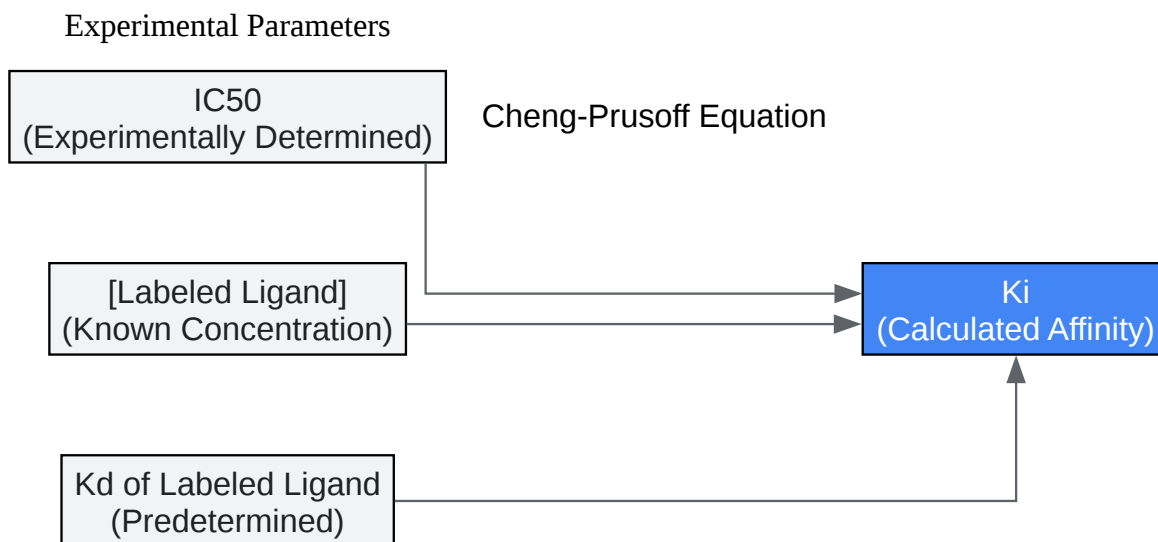 Experimental Parameters
IC50
(Experimentally Determined)
Cheng-Prusoff Equation
[Labeled Ligand]
(Known Concentration)
Ki
(Calculated Affinity)
Kd of Labeled Ligand
(Predetermined)